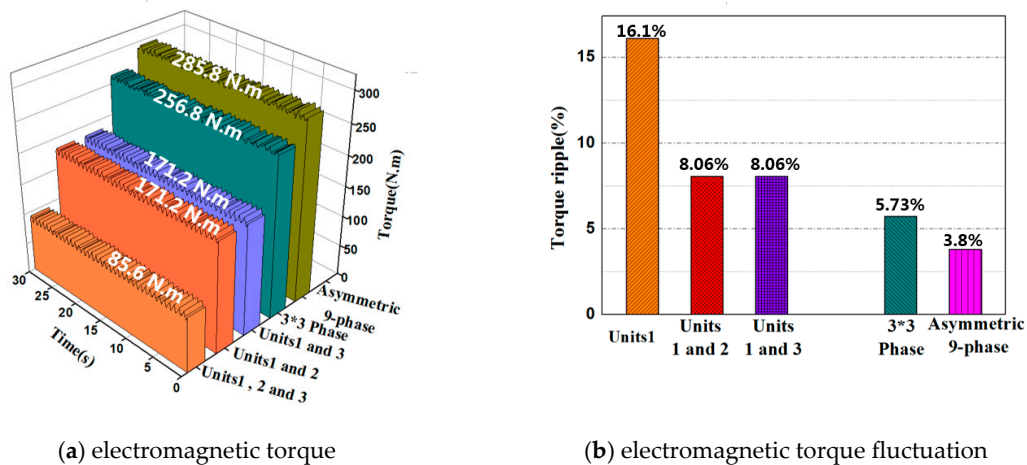 300
250
200
150
100
50
0
Torque(N.m)
285.8 N.m
256.8 N.m
171.2 N.m
171.2 N.m
85.6 N.m
30
25
20
15
10
5
0
Time(s)
Asymmetric
9-phase
3*3 Phase
Units1 and 3
Units1 and 2
Units1 , 2 and 3
(a) electromagnetic torque
Torque ripple(%)
15
10
5
0
16.1%
8.06%
8.06%
5.73%
3.8%
Units1
Units
1 and 2
Units
1 and 3
3*3
Phase
Asymmetric
9-phase
(b) electromagnetic torque fluctuation